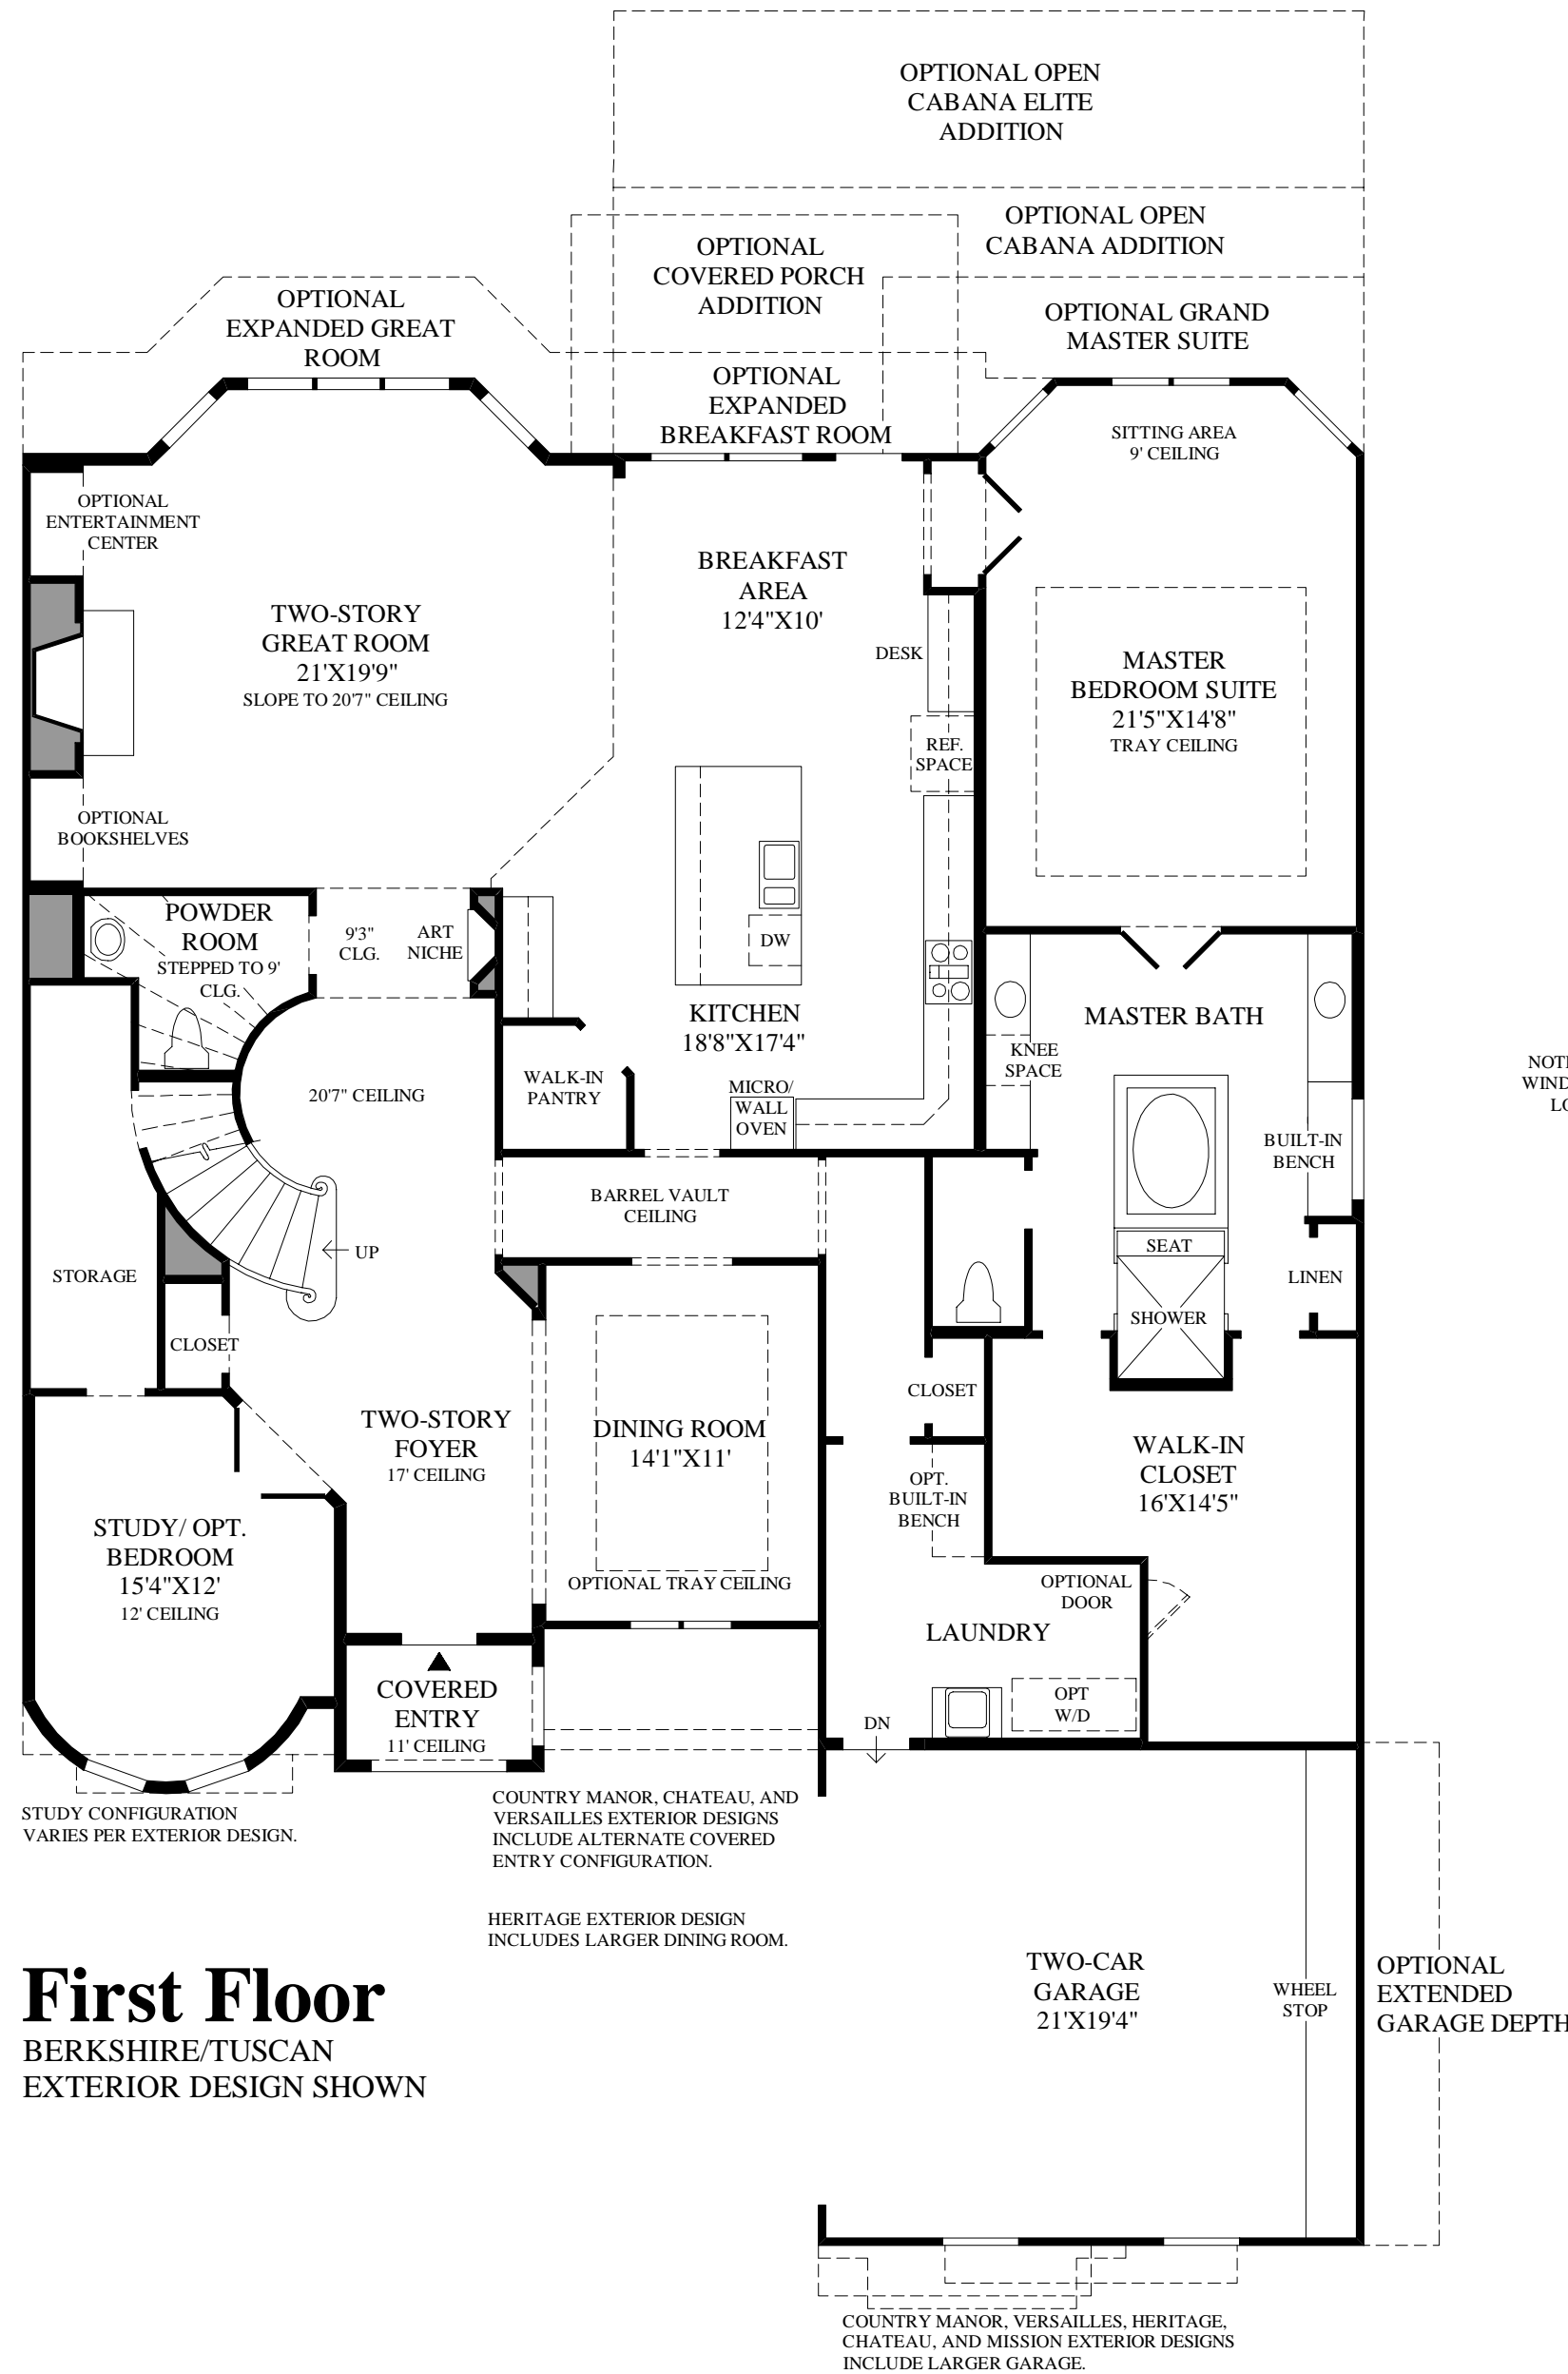 OPTIONAL OPEN
CABANA ELITE
ADDITION
OPTIONAL OPEN
CABANA ADDITION
OPTIONAL
COVERED PORCH
ADDITION
OPTIONAL
EXPANDED GREAT
ROOM
OPTIONAL GRAND
MASTER SUITE
OPTIONAL
EXPANDED
BREAKFAST ROOM
SITTING AREA
9' CEILING
OPTIONAL
ENTERTAINMENT
CENTER
BREAKFAST
AREA
12'4"X10'
TWO-STORY
GREAT ROOM
21'X19'9"
SLOPE TO 20'7" CEILING
DESK
MASTER
BEDROOM SUITE
21'5"X14'8"
TRAY CEILING
REF.
SPACE
OPTIONAL
BOOKSHELVES
POWDER
ROOM
STEPPED TO 9'
CLG.
9'3"
CLG.
ART
NICHE
DW
KITCHEN
18'8"X17'4"
MASTER BATH
KNEE
SPACE
NOTE
WIND
LO
20'7" CEILING
WALK-IN
PANTRY
MICRO/
WALL
OVEN
BUILT-IN
BENCH
BARREL VAULT
CEILING
UP
SEAT
STORAGE
LINEN
SHOWER
CLOSET
CLOSET
TWO-STORY
FOYER
17' CEILING
DINING ROOM
14'1"X11'
WALK-IN
CLOSET
16'X14'5"
OPT.
BUILT-IN
BENCH
STUDY/ OPT.
BEDROOM
15'4"X12'
12' CEILING
OPTIONAL TRAY CEILING
OPTIONAL
DOOR
LAUNDRY
COVERED
ENTRY
11' CEILING
OPT
W/D
DN
STUDY CONFIGURATION
VARIES PER EXTERIOR DESIGN.
COUNTRY MANOR, CHATEAU, AND
VERSAILLES EXTERIOR DESIGNS
INCLUDE ALTERNATE COVERED
ENTRY CONFIGURATION.
HERITAGE EXTERIOR DESIGN
INCLUDES LARGER DINING ROOM.
TWO-CAR
GARAGE
21'X19'4"
WHEEL
STOP
OPTIONAL
EXTENDED
GARAGE DEPTH
First Floor
BERKSHIRE/TUSCAN
EXTERIOR DESIGN SHOWN
COUNTRY MANOR, VERSAILLES, HERITAGE,
CHATEAU, AND MISSION EXTERIOR DESIGNS
INCLUDE LARGER GARAGE.